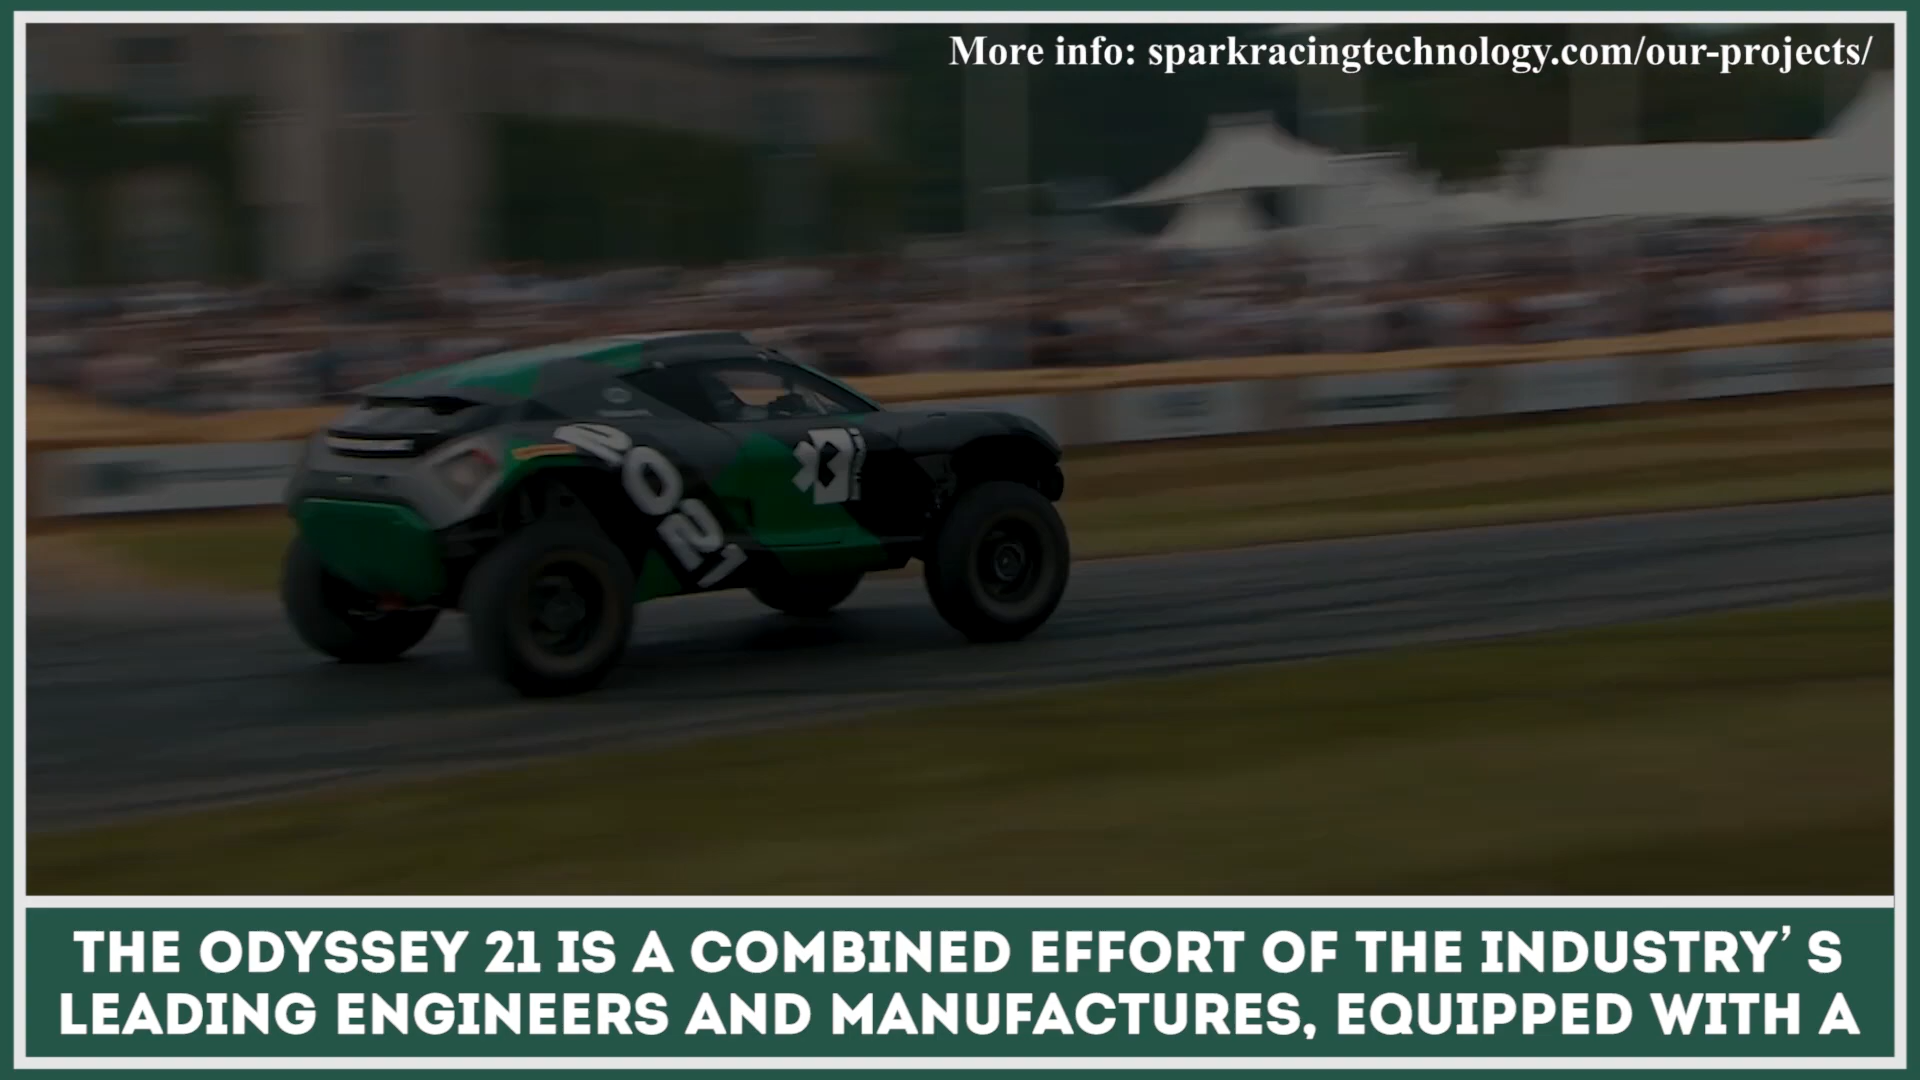 More info: sparkracingtechnology.com/our-projects/
2021
THE ODYSSEY 21 IS A COMBINED EFFORT OF THE INDUSTRY’S
LEADING ENGINEERS AND MANUFACTURES, EQUIPPED WITH A